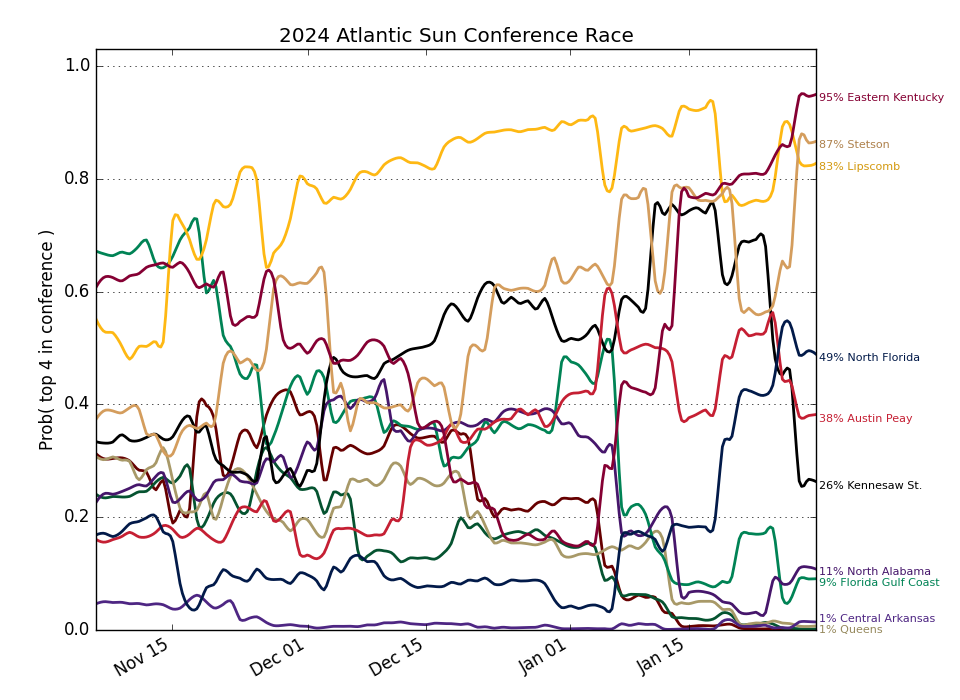 2024 Atlantic Sun Conference Race
Prob( top 4 in conference )
1.0
0.8
0.6
0.4
0.2
0.0
Nov 15
Dec 01
Dec 15
Jan 01
Jan 15
95% Eastern Kentucky
87% Stetson
83% Lipscomb
49% North Florida
38% Austin Peay
26% Kennesaw St.
11% North Alabama
9% Florida Gulf Coast
1% Central Arkansas
1% Queens